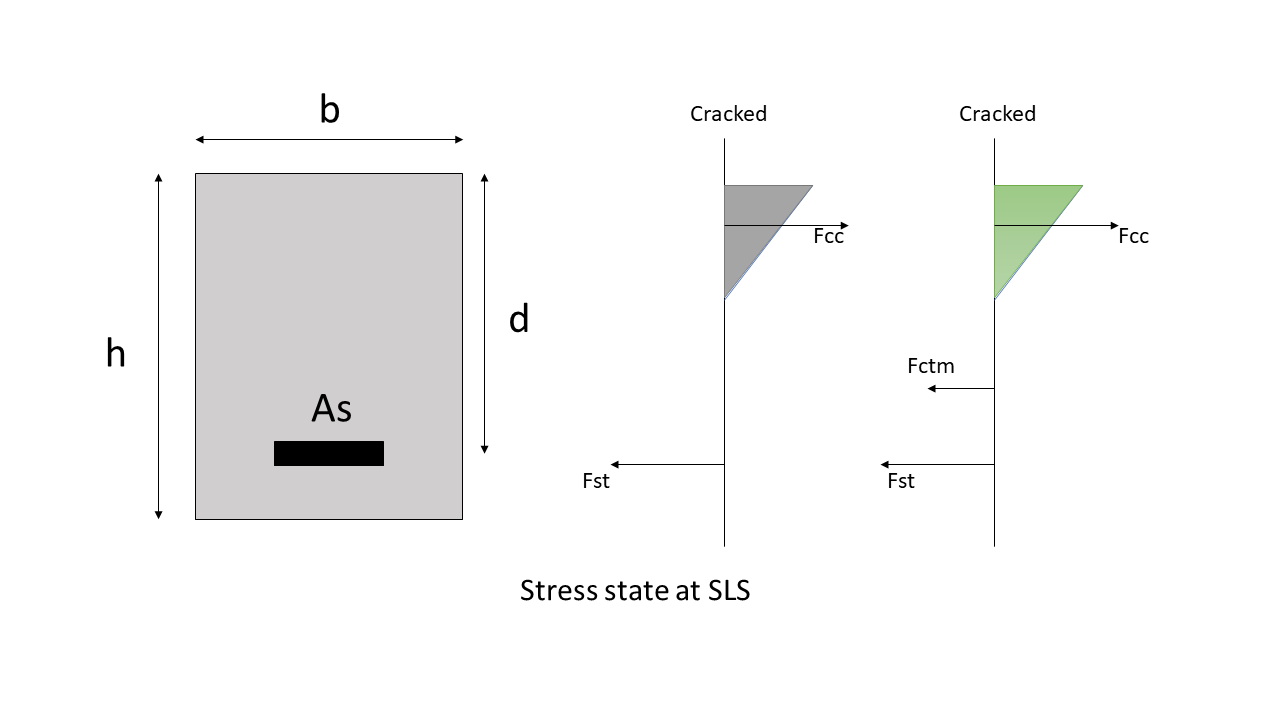 b
Cracked
Cracked
Fcc
Fcc
d
h
Fctm
As
Fst
Fst
Stress state at SLS